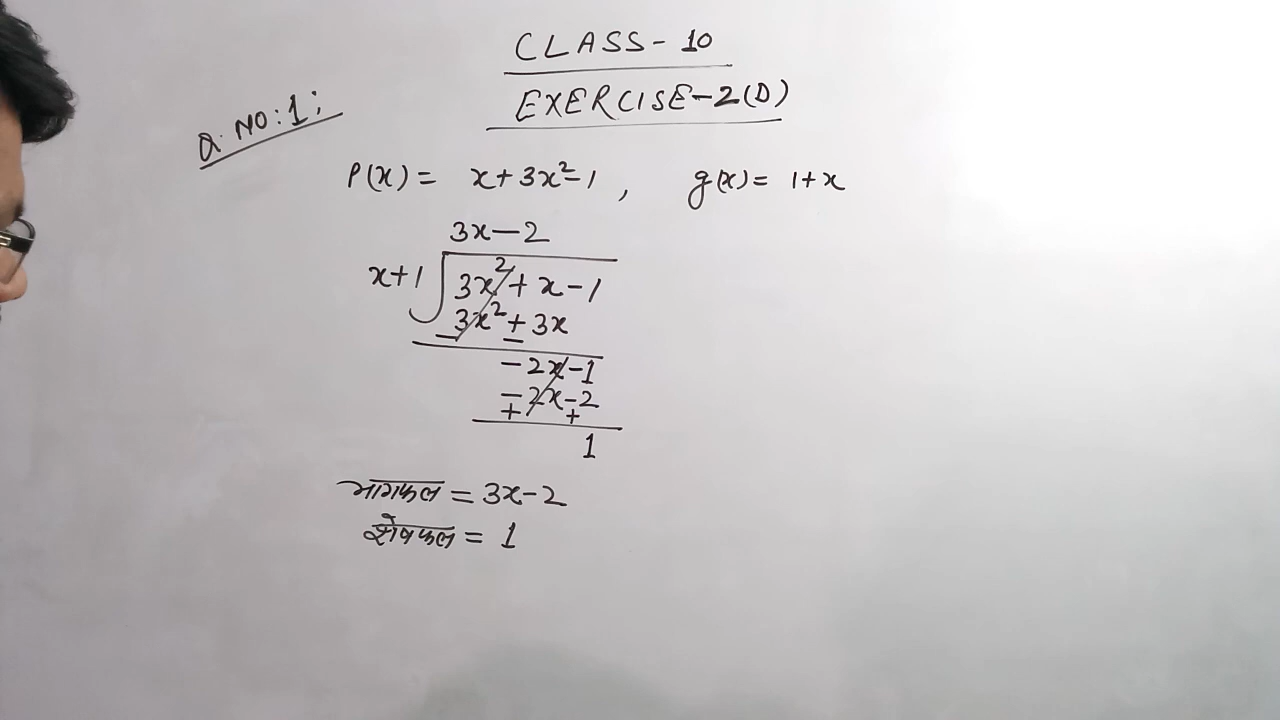 CLASS - 10
EXERCISE-2(D)
Q. NO:1;
P(x) = x+3x²-1, g(x) = 1+x
3x-2
x+1 3x²+x-1
3x²+3x
- -
-2x-1
-2x-2
+ +
1
भागफल = 3x-2
शेषफल = 1